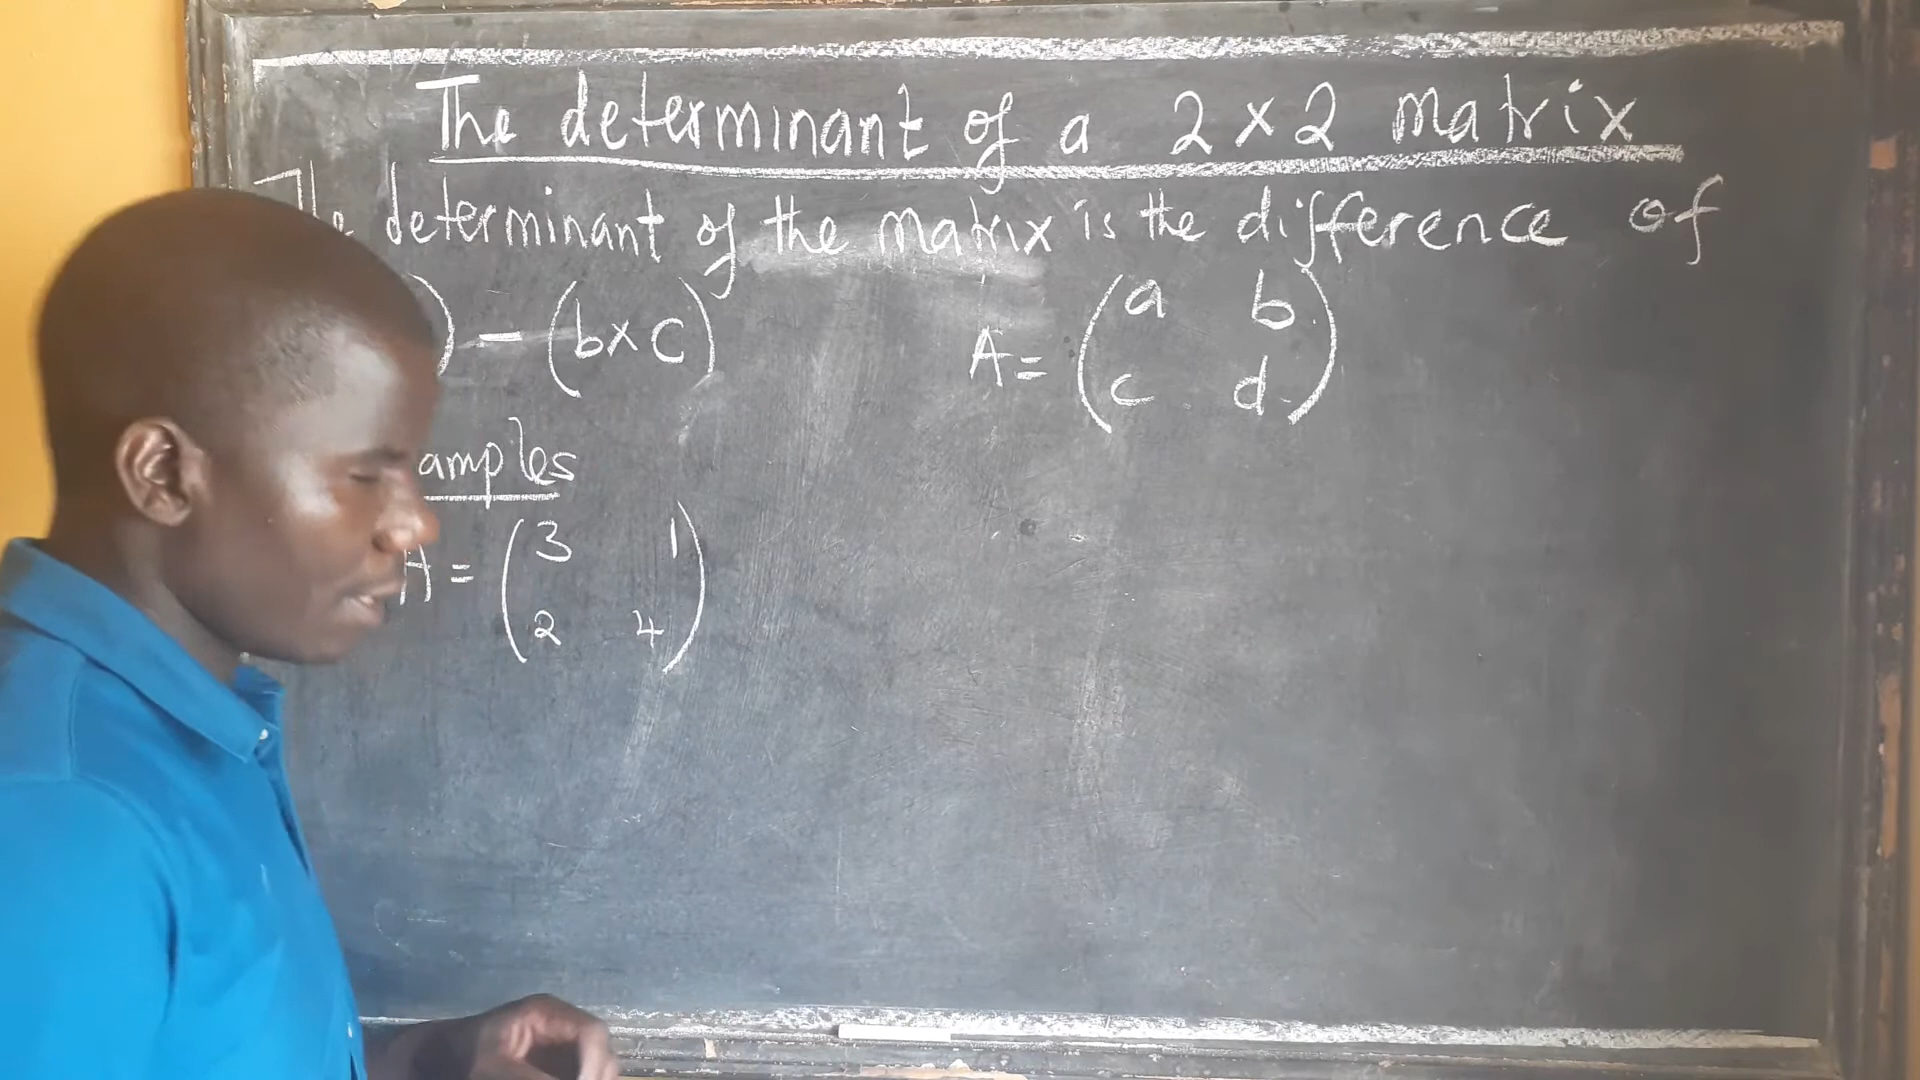 The determinant of a 2 x 2 matrix
The determinant of the matrix is the difference of
) - (b x c)
A = (a b
c d)
amples
A = (3 1
2 4)